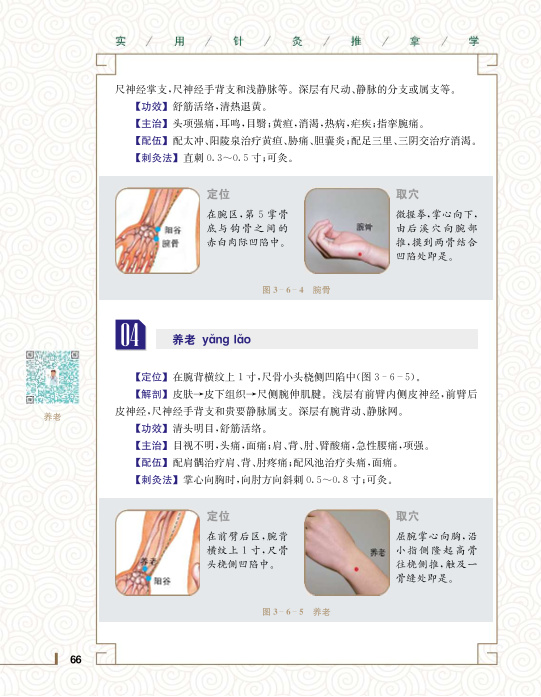 实 / 用 / 针 / 灸 / 推 / 拿 / 学
尺神经掌支,尺神经手背支和浅静脉等。深层有尺动、静脉的分支或属支等。
【功效】舒筋活络,清热退黄。
【主治】头项强痛,耳鸣,目翳;黄疸,消渴,热病,疟疾;指挛腕痛。
【配伍】配太冲、阳陵泉治疗黄疸、胁痛、胆囊炎;配足三里、三阴交治疗消渴。
【刺灸法】直刺 0.3～0.5 寸;可灸。
阳谷
腕骨
定位
在腕区,第 5 掌骨
底与钩骨之间的
赤白肉际凹陷中。
腕骨
取穴
微握拳,掌心向下,
由后溪穴向腕部
推,摸到两骨结合
凹陷处即是。
图 3-6-4 腕骨
04
养老 yǎng lǎo
养老
【定位】在腕背横纹上 1 寸,尺骨小头桡侧凹陷中(图 3-6-5)。
【解剖】皮肤→皮下组织→尺侧腕伸肌腱。浅层有前臂内侧皮神经,前臂后
皮神经,尺神经手背支和贵要静脉属支。深层有腕背动、静脉网。
【功效】清头明目,舒筋活络。
【主治】目视不明,头痛,面痛;肩、背、肘、臂酸痛,急性腰痛,项强。
【配伍】配肩髃治疗肩、背、肘疼痛;配风池治疗头痛,面痛。
【刺灸法】掌心向胸时,向肘方向斜刺 0.5～0.8 寸;可灸。
养老
阳谷
定位
在前臂后区,腕背
横纹上 1 寸,尺骨
头桡侧凹陷中。
养老
取穴
屈腕掌心向胸,沿
小指侧隆起高骨
往桡侧推,触及一
骨缝处即是。
图 3-6-5 养老
66